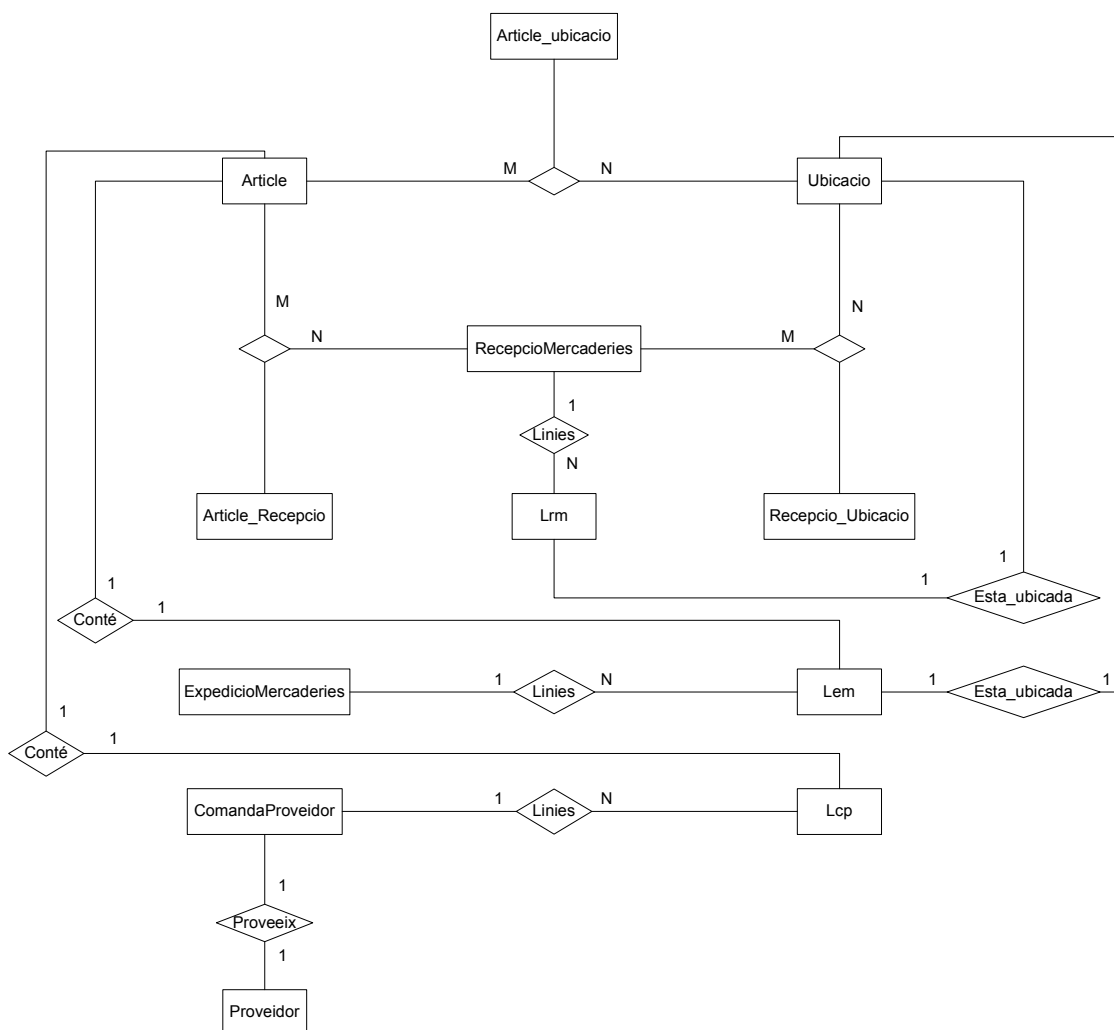 Article_ubicacio
M
N
Article
Ubicacio
M
N
N
M
RecepcioMercaderies
1
Linies
N
Article_Recepcio
Lrm
Recepcio_Ubicacio
1
1
1
Esta_ubicada
1
Conté
ExpedicioMercaderies
1
Linies
N
Lem
1
Esta_ubicada
1
1
1
Conté
ComandaProveidor
1
Linies
N
Lcp
1
Proveeix
1
Proveidor